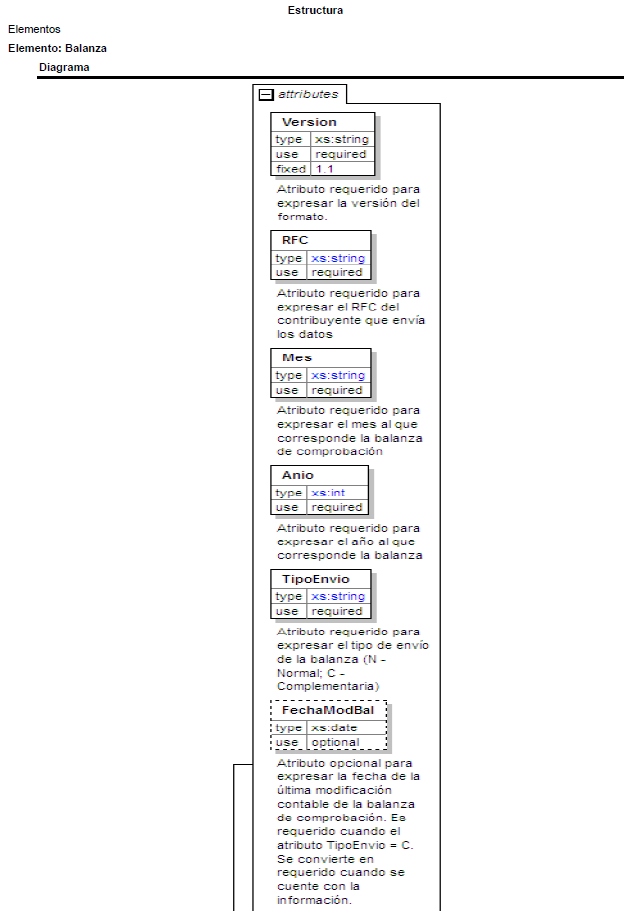 Estructura
Elementos
Elemento: Balanza
Diagrama
attributes
Version
type xs:string
use required
fixed 1.1
Atributo requerido para
expresar la versión del
formato.
RFC
type xs:string
use required
Atributo requerido para
expresar el RFC del
contribuyente que envía
los datos
Mes
type xs:string
use required
Atributo requerido para
expresar el mes al que
corresponde la balanza
de comprobación
Anio
type xs:int
use required
Atributo requerido para
expresar el año al que
corresponde la balanza
TipoEnvio
type xs:string
use required
Atributo requerido para
expresar el tipo de envío
de la balanza (N -
Normal; C -
Complementaria)
FechaModBal
type xs:date
use optional
Atributo opcional para
expresar la fecha de la
última modificación
contable de la balanza
de comprobación. Es
requerido cuando el
atributo TipoEnvio = C.
Se convierte en
requerido cuando se
cuente con la
información.